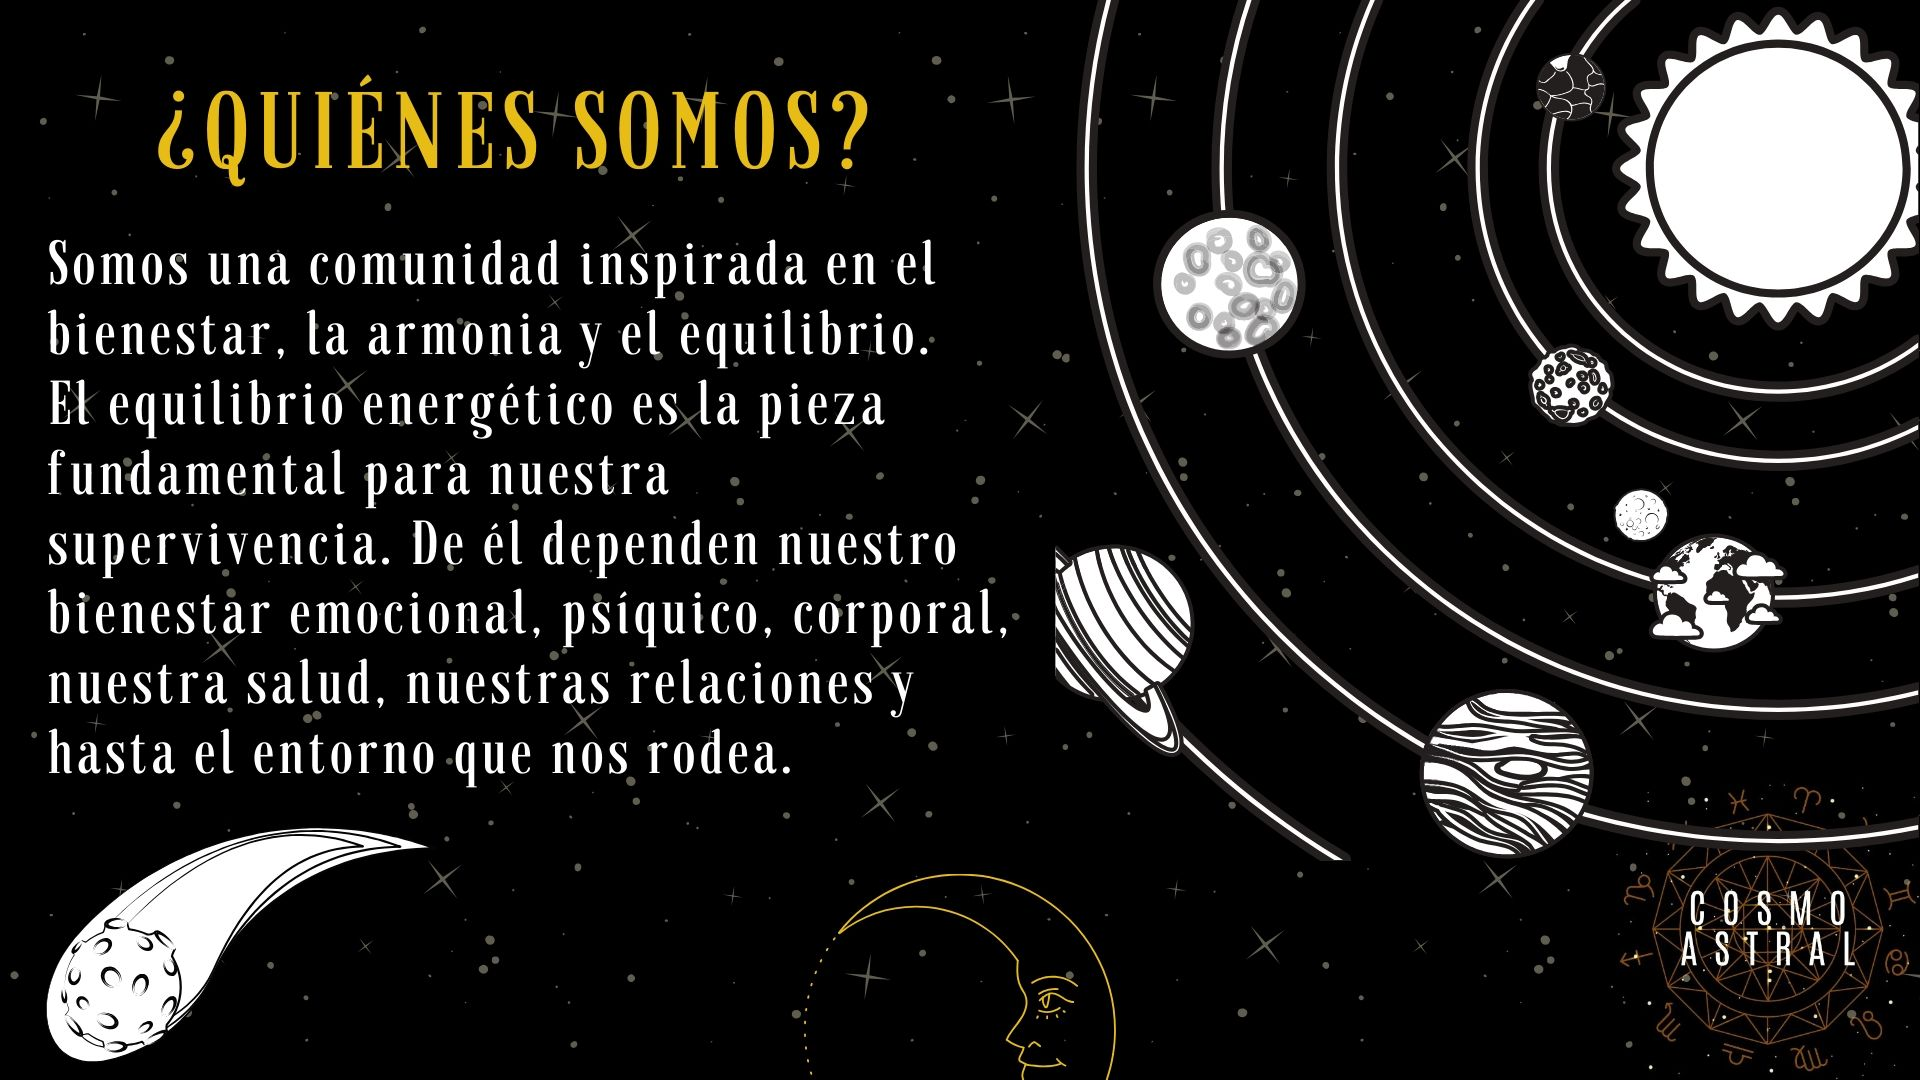 ¿QUIÉNES SOMOS?
Somos una comunidad inspirada en el
bienestar, la armonia y el equilibrio.
El equilibrio energético es la pieza
fundamental para nuestra
supervivencia. De él dependen nuestro
bienestar emocional, psíquico, corporal,
nuestra salud, nuestras relaciones y
hasta el entorno que nos rodea.
COSMO
ASTRAL